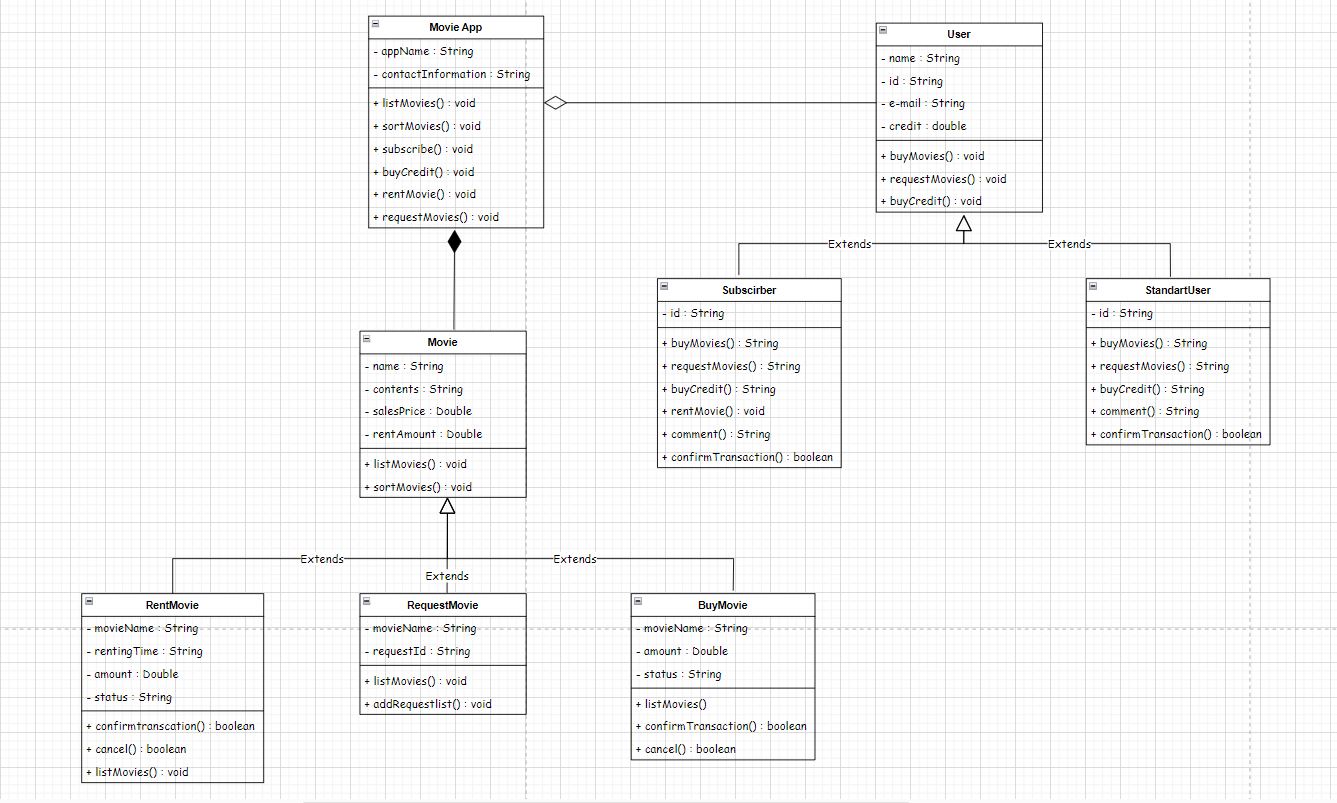 Movie App
- appName : String
- contactInformation : String
+ listMovies() : void
+ sortMovies() : void
+ subscribe() : void
+ buyCredit() : void
+ rentMovie() : void
+ requestMovies() : void
User
- name : String
- id : String
- e-mail : String
- credit : double
+ buyMovies() : void
+ requestMovies() : void
+ buyCredit() : void
Extends
Extends
Subscirber
- id : String
+ buyMovies() : String
+ requestMovies() : String
+ buyCredit() : String
+ rentMovie() : void
+ comment() : String
+ confirmTransaction() : boolean
StandartUser
- id : String
+ buyMovies() : String
+ requestMovies() : String
+ buyCredit() : String
+ comment() : String
+ confirmTransaction() : boolean
Movie
- name : String
- contents : String
- salesPrice : Double
- rentAmount : Double
+ listMovies() : void
+ sortMovies() : void
Extends
Extends
Extends
RentMovie
- movieName : String
- rentingTime : String
- amount : Double
- status : String
+ confirmtranscation() : boolean
+ cancel() : boolean
+ listMovies() : void
RequestMovie
- movieName : String
- requestId : String
+ listMovies() : void
+ addRequestlist() : void
BuyMovie
- movieName : String
- amount : Double
- status : String
+ listMovies()
+ confirmTransaction() : boolean
+ cancel() : boolean